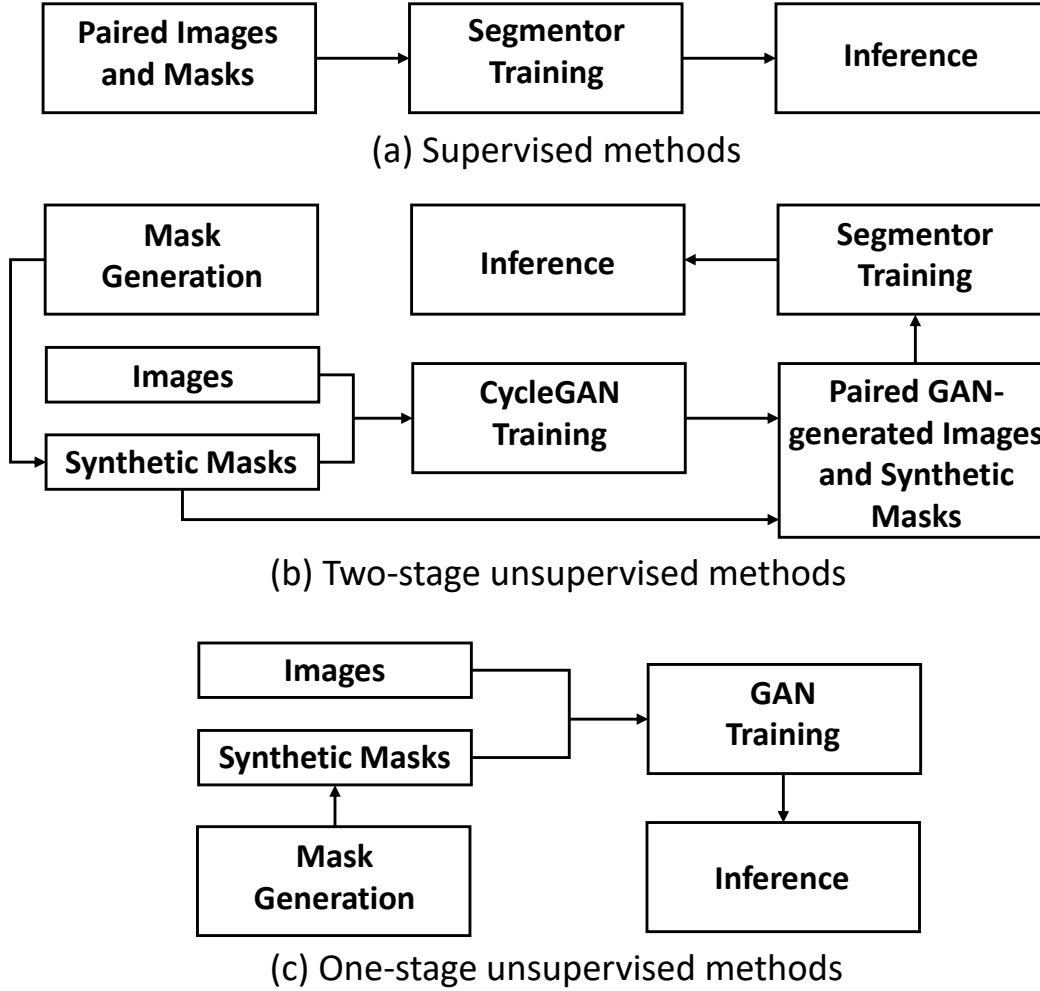 Paired Images
and Masks
Segmentor
Training
Inference
(a) Supervised methods
Mask
Generation
Inference
Segmentor
Training
Images
Synthetic Masks
CycleGAN
Training
Paired GAN-
generated Images
and Synthetic
Masks
(b) Two-stage unsupervised methods
Images
Synthetic Masks
Mask
Generation
GAN
Training
Inference
(c) One-stage unsupervised methods